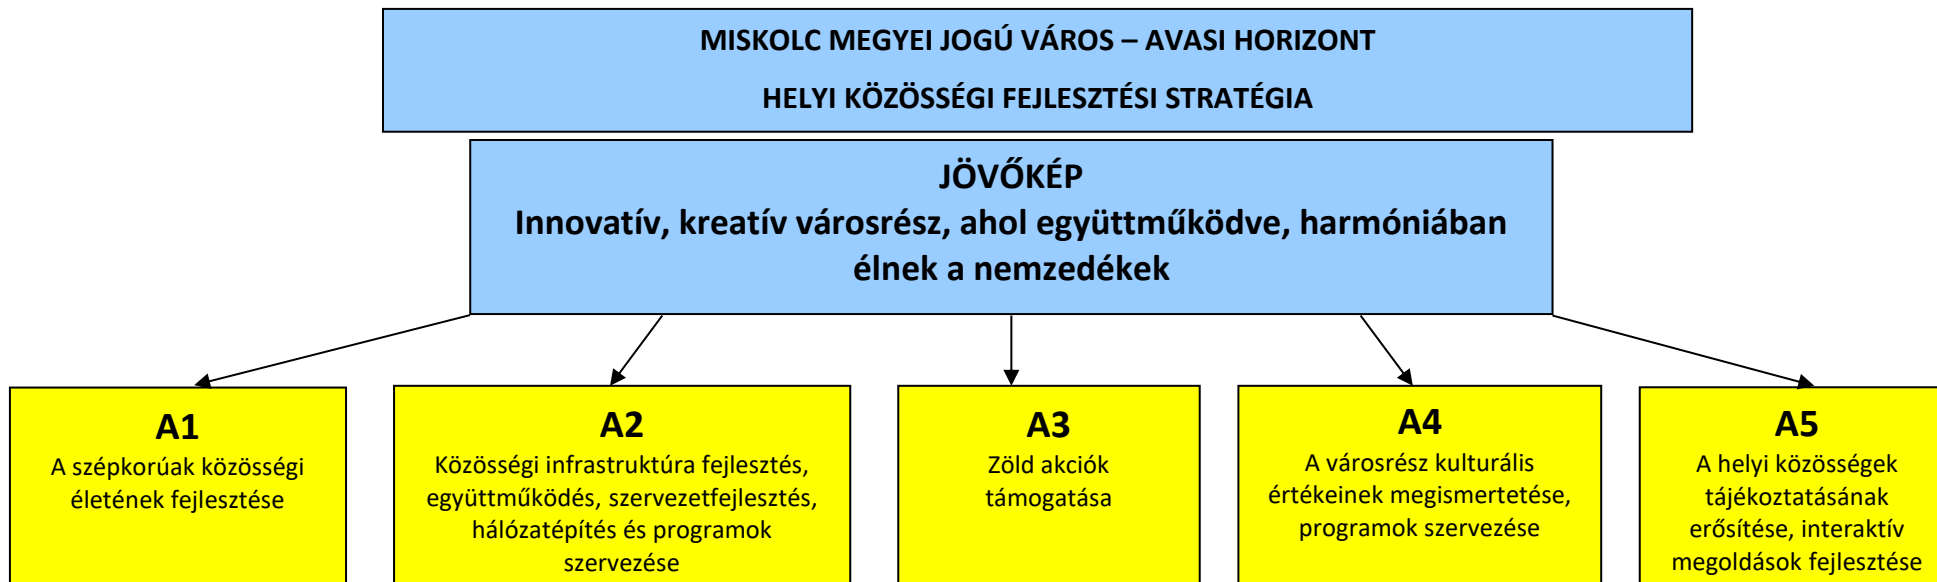 MISKOLC MEGYEI JOGÚ VÁROS – AVASI HORIZONT
HELYI KÖZÖSSÉGI FEJLESZTÉSI STRATÉGIA
JÖVŐKÉP
Innovatív, kreatív városrész, ahol együttműködve, harmóniában
élnek a nemzedékek
A1
A szépkorúak közösségi
életének fejlesztése
A2
Közösségi infrastruktúra fejlesztés,
együttműködés, szervezetfejlesztés,
hálózatépítés és programok
szervezése
A3
Zöld akciók
támogatása
A4
A városrész kulturális
értékeinek megismertetése,
programok szervezése
A5
A helyi közösségek
tájékoztatásának
erősítése, interaktív
megoldások fejlesztése